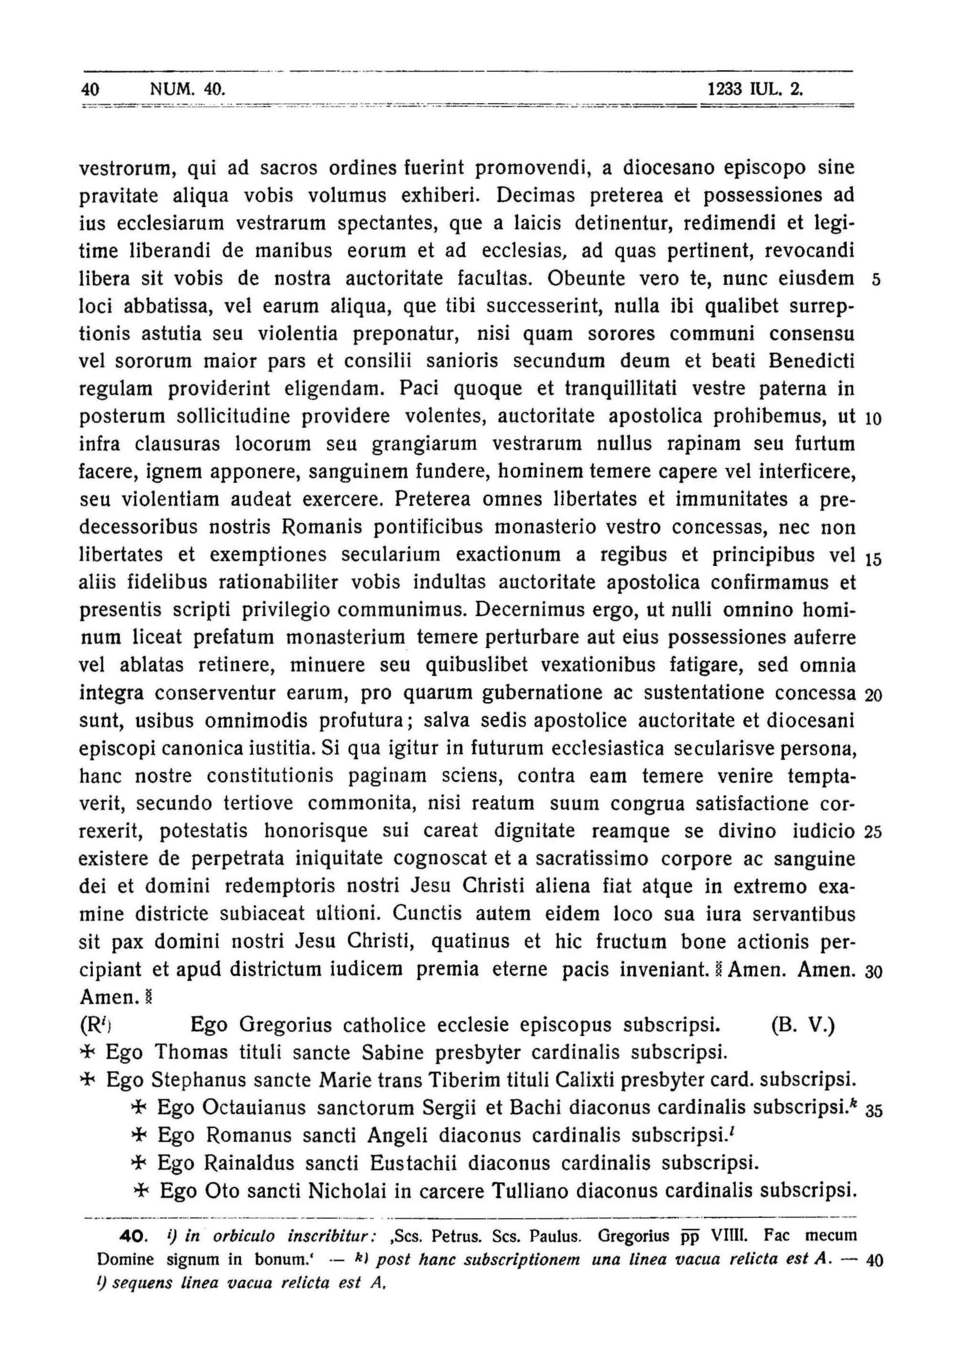 40 NUM. 40. 1233 IUL. 2.
vestrorum, qui ad sacros ordines fuerint promovendi, a diocesano episcopo sine
pravitate aliqua vobis volumus exhiberi. Decimas preterea et possessiones ad
ius ecclesiarum vestrarum spectantes, que a laicis detinentur, redimendi et legi-
time liberandi de manibus eorum et ad ecclesias, ad quas pertinent, revocandi
libera sit vobis de nostra auctoritate facultas. Obeunte vero te, nunc eiusdem 5
loci abbatissa, vel earum aliqua, que tibi successerint, nulla ibi qualibet surrep-
tionis astutia seu violentia preponatur, nisi quam sorores communi consensu
vel sororum maior pars et consilii sanioris secundum deum et beati Benedicti
regulam providerint eligendam. Paci quoque et tranquillitati vestre paterna in
posterum sollicitudine providere volentes, auctoritate apostolica prohibemus, ut 10
infra clausuras locorum seu grangiarum vestrarum nullus rapinam seu furtum
facere, ignem apponere, sanguinem fundere, hominem temere capere vel interficere,
seu violentiam audeat exercere. Preterea omnes libertates et immunitates a pre-
decessoribus nostris Romanis pontificibus monasterio vestro concessas, nec non
libertates et exemptiones secularium exactionum a regibus et principibus vel 15
aliis fidelibus rationabiliter vobis indultas auctoritate apostolica confirmamus et
presentis scripti privilegio communimus. Decernimus ergo, ut nulli omnino homi-
num liceat prefatum monasterium temere perturbare aut eius possessiones auferre
vel ablatas retinere, minuere seu quibuslibet vexationibus fatigare, sed omnia
integra conserventur earum, pro quarum gubernatione ac sustentatione concessa 20
sunt, usibus omnimodis profutura; salva sedis apostolice auctoritate et diocesani
episcopi canonica iustitia. Si qua igitur in futurum ecclesiastica secularisve persona,
hanc nostre constitutionis paginam sciens, contra eam temere venire tempta-
verit, secundo tertiove commonita, nisi reatum suum congrua satisfactione cor-
rexerit, potestatis honorisque sui careat dignitate reamque se divino iudicio 25
existere de perpetrata iniquitate cognoscat et a sacratissimo corpore ac sanguine
dei et domini redemptoris nostri Jesu Christi aliena fiat atque in extremo exa-
mine districte subiaceat ultioni. Cunctis autem eidem loco sua iura servantibus
sit pax domini nostri Jesu Christi, quatinus et hic fructum bone actionis per-
cipiant et apud districtum iudicem premia eterne pacis inveniant. ⁑ Amen. Amen. 30
Amen. ⁑
(Rⁱ) Ego Gregorius catholice ecclesie episcopus subscripsi. (B. V.)
✠ Ego Thomas tituli sancte Sabine presbyter cardinalis subscripsi.
✠ Ego Stephanus sancte Marie trans Tiberim tituli Calixti presbyter card. subscripsi.
✠ Ego Octauianus sanctorum Sergii et Bachi diaconus cardinalis subscripsi.ᵏ 35
✠ Ego Romanus sancti Angeli diaconus cardinalis subscripsi.ˡ
✠ Ego Rainaldus sancti Eustachii diaconus cardinalis subscripsi.
✠ Ego Oto sancti Nicholai in carcere Tulliano diaconus cardinalis subscripsi.
40. i) in orbiculo inscribitur: ‚Scs. Petrus. Scs. Paulus. Gregorius p̅p̅ VIIII. Fac mecum
Domine signum in bonum.‘ — k) post hanc subscriptionem una linea vacua relicta est A. — 40
l) sequens linea vacua relicta est A.